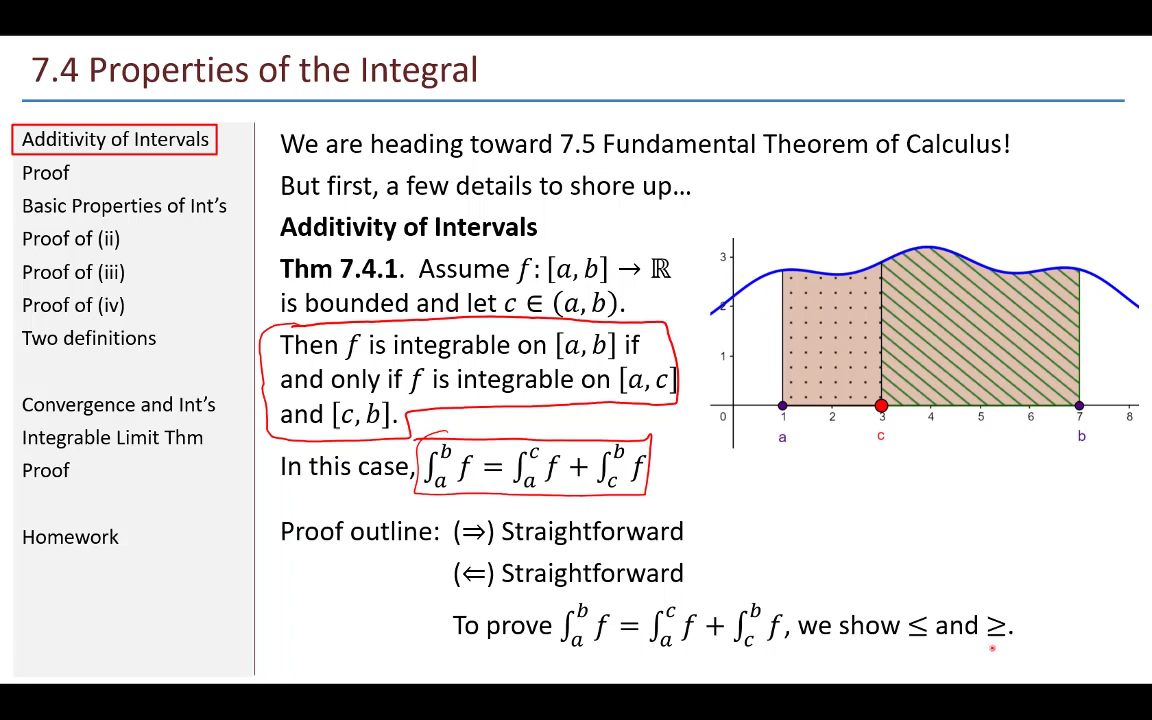 7.4 Properties of the Integral
Additivity of Intervals
Proof
Basic Properties of Int's
Proof of (ii)
Proof of (iii)
Proof of (iv)
Two definitions
Convergence and Int's
Integrable Limit Thm
Proof
Homework
We are heading toward 7.5 Fundamental Theorem of Calculus!
But first, a few details to shore up…
Additivity of Intervals
Thm 7.4.1. Assume f: [a, b] → ℝ
is bounded and let c ∈ (a, b).
Then f is integrable on [a, b] if
and only if f is integrable on [a, c]
and [c, b].
In this case, ∫_a^b f = ∫_a^c f + ∫_c^b f
Proof outline: (⇒) Straightforward
(⇐) Straightforward
To prove ∫_a^b f = ∫_a^c f + ∫_c^b f, we show ≤ and ≥.
3
2
1
0 1 2 3 4 5 6 7 8
a c b